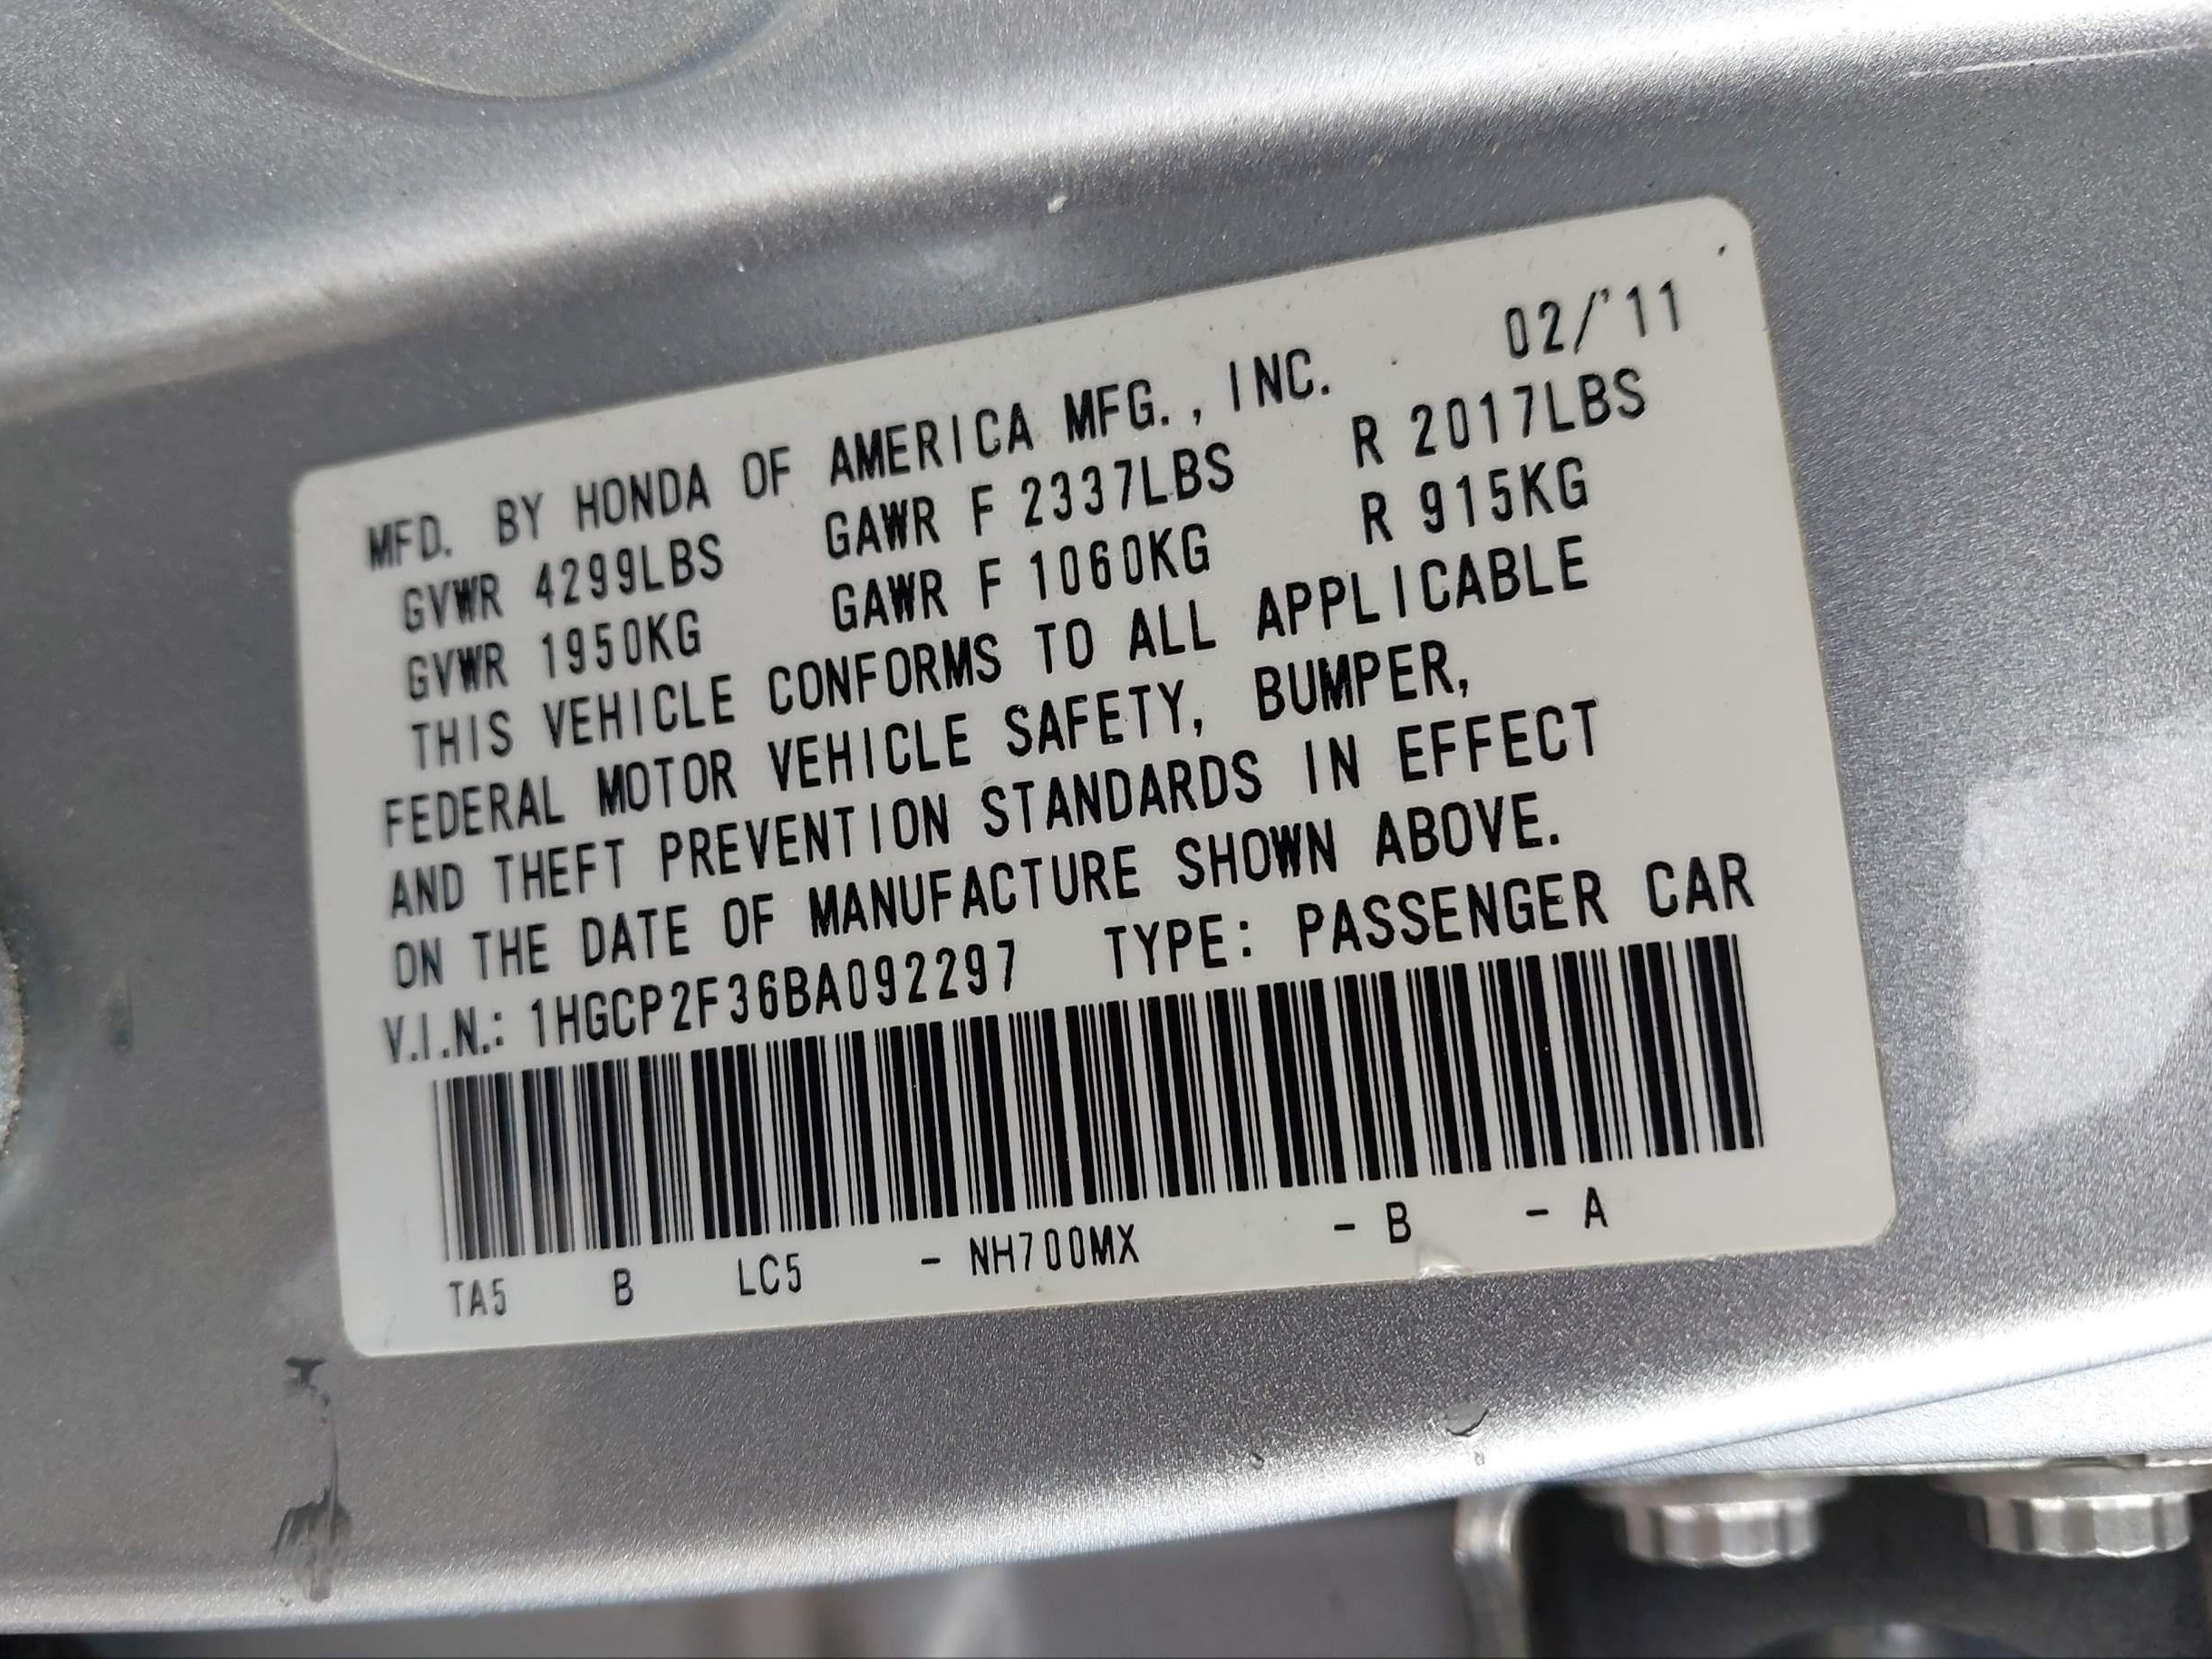 MFD. BY HONDA OF AMERICA MFG., INC. 02/'11
GVWR 4299LBS GAWR F 2337LBS R 2017LBS
GVWR 1950KG GAWR F 1060KG R 915KG
THIS VEHICLE CONFORMS TO ALL APPLICABLE
FEDERAL MOTOR VEHICLE SAFETY, BUMPER,
AND THEFT PREVENTION STANDARDS IN EFFECT
ON THE DATE OF MANUFACTURE SHOWN ABOVE.
V.I.N.: 1HGCP2F36BA092297 TYPE: PASSENGER CAR
TA5 B LC5 - NH700MX - B - A